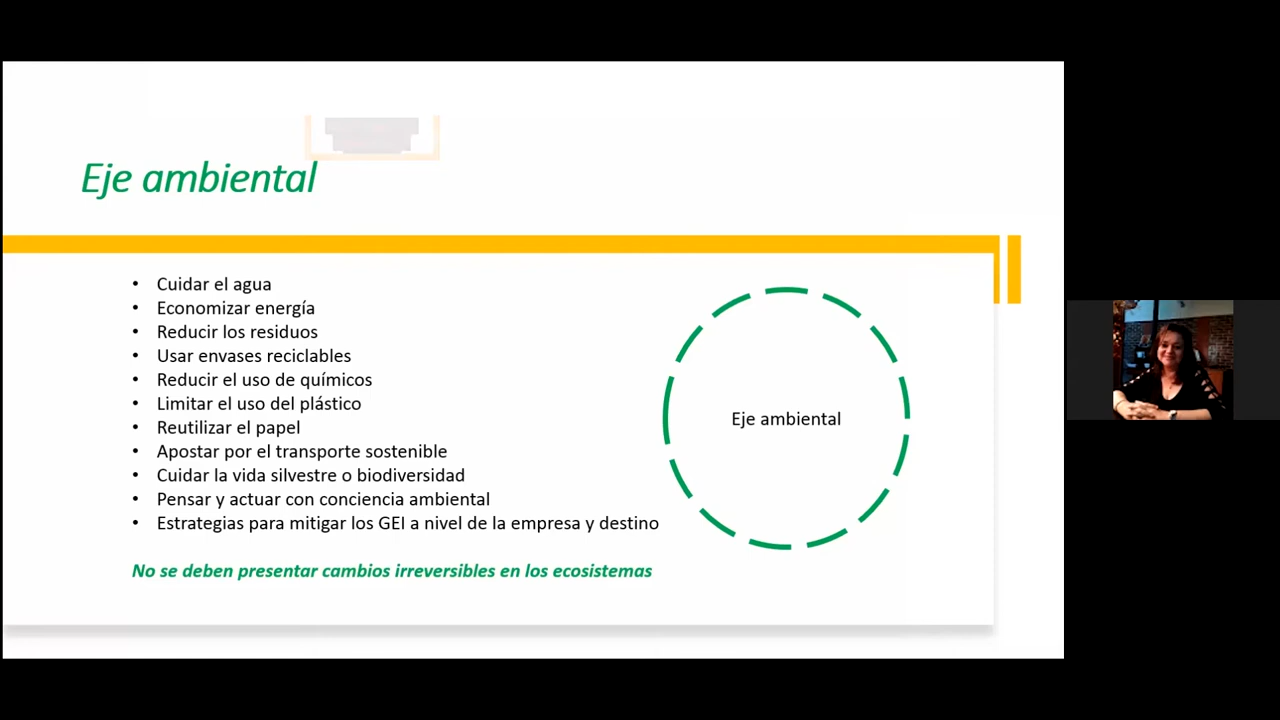 Eje ambiental
• Cuidar el agua
• Economizar energía
• Reducir los residuos
• Usar envases reciclables
• Reducir el uso de químicos
• Limitar el uso del plástico
• Reutilizar el papel
• Apostar por el transporte sostenible
• Cuidar la vida silvestre o biodiversidad
• Pensar y actuar con conciencia ambiental
• Estrategias para mitigar los GEI a nivel de la empresa y destino
No se deben presentar cambios irreversibles en los ecosistemas
Eje ambiental